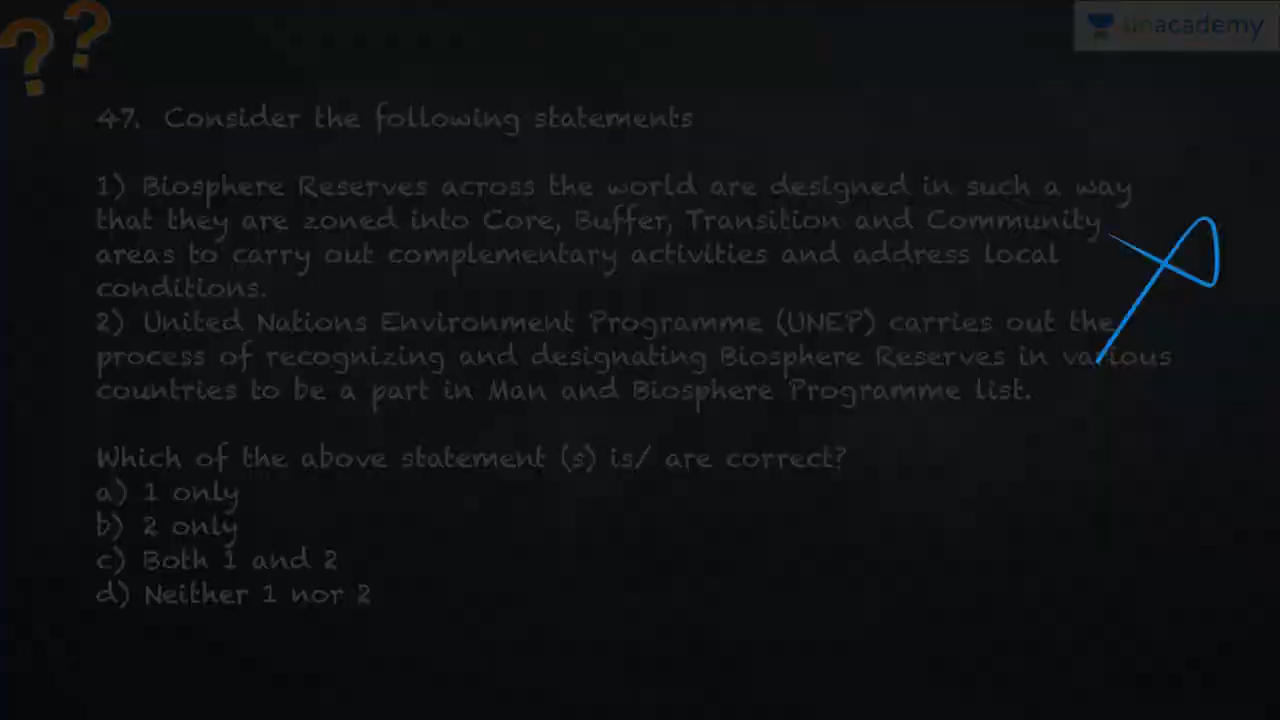 ??
unacademy
47. Consider the following statements
1) Biosphere Reserves across the world are designed in such a way
that they are zoned into Core, Buffer, Transition and Community
areas to carry out complementary activities and address local
conditions.
2) United Nations Environment Programme (UNEP) carries out the
process of recognizing and designating Biosphere Reserves in various
countries to be a part in Man and Biosphere Programme list.
Which of the above statement (s) is/ are correct?
a) 1 only
b) 2 only
c) Both 1 and 2
d) Neither 1 nor 2